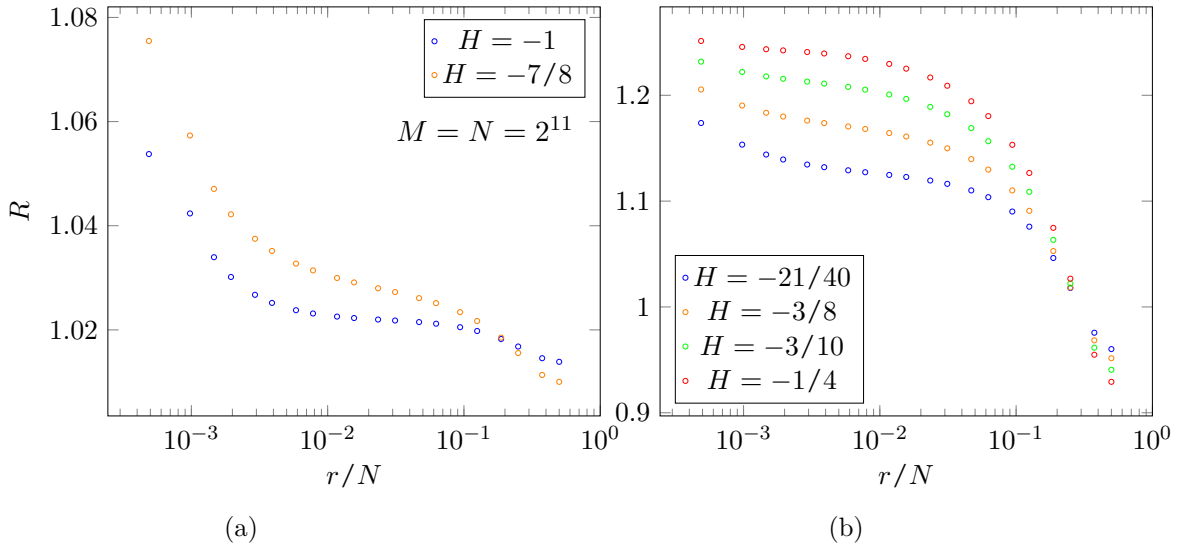 1.08
1.06
1.04
1.02
R
H = −1
H = −7/8
M = N = 2^11
10^−3
10^−2
10^−1
10^0
r/N
(a)
1.2
1.1
1
0.9
H = −21/40
H = −3/8
H = −3/10
H = −1/4
10^−3
10^−2
10^−1
10^0
r/N
(b)